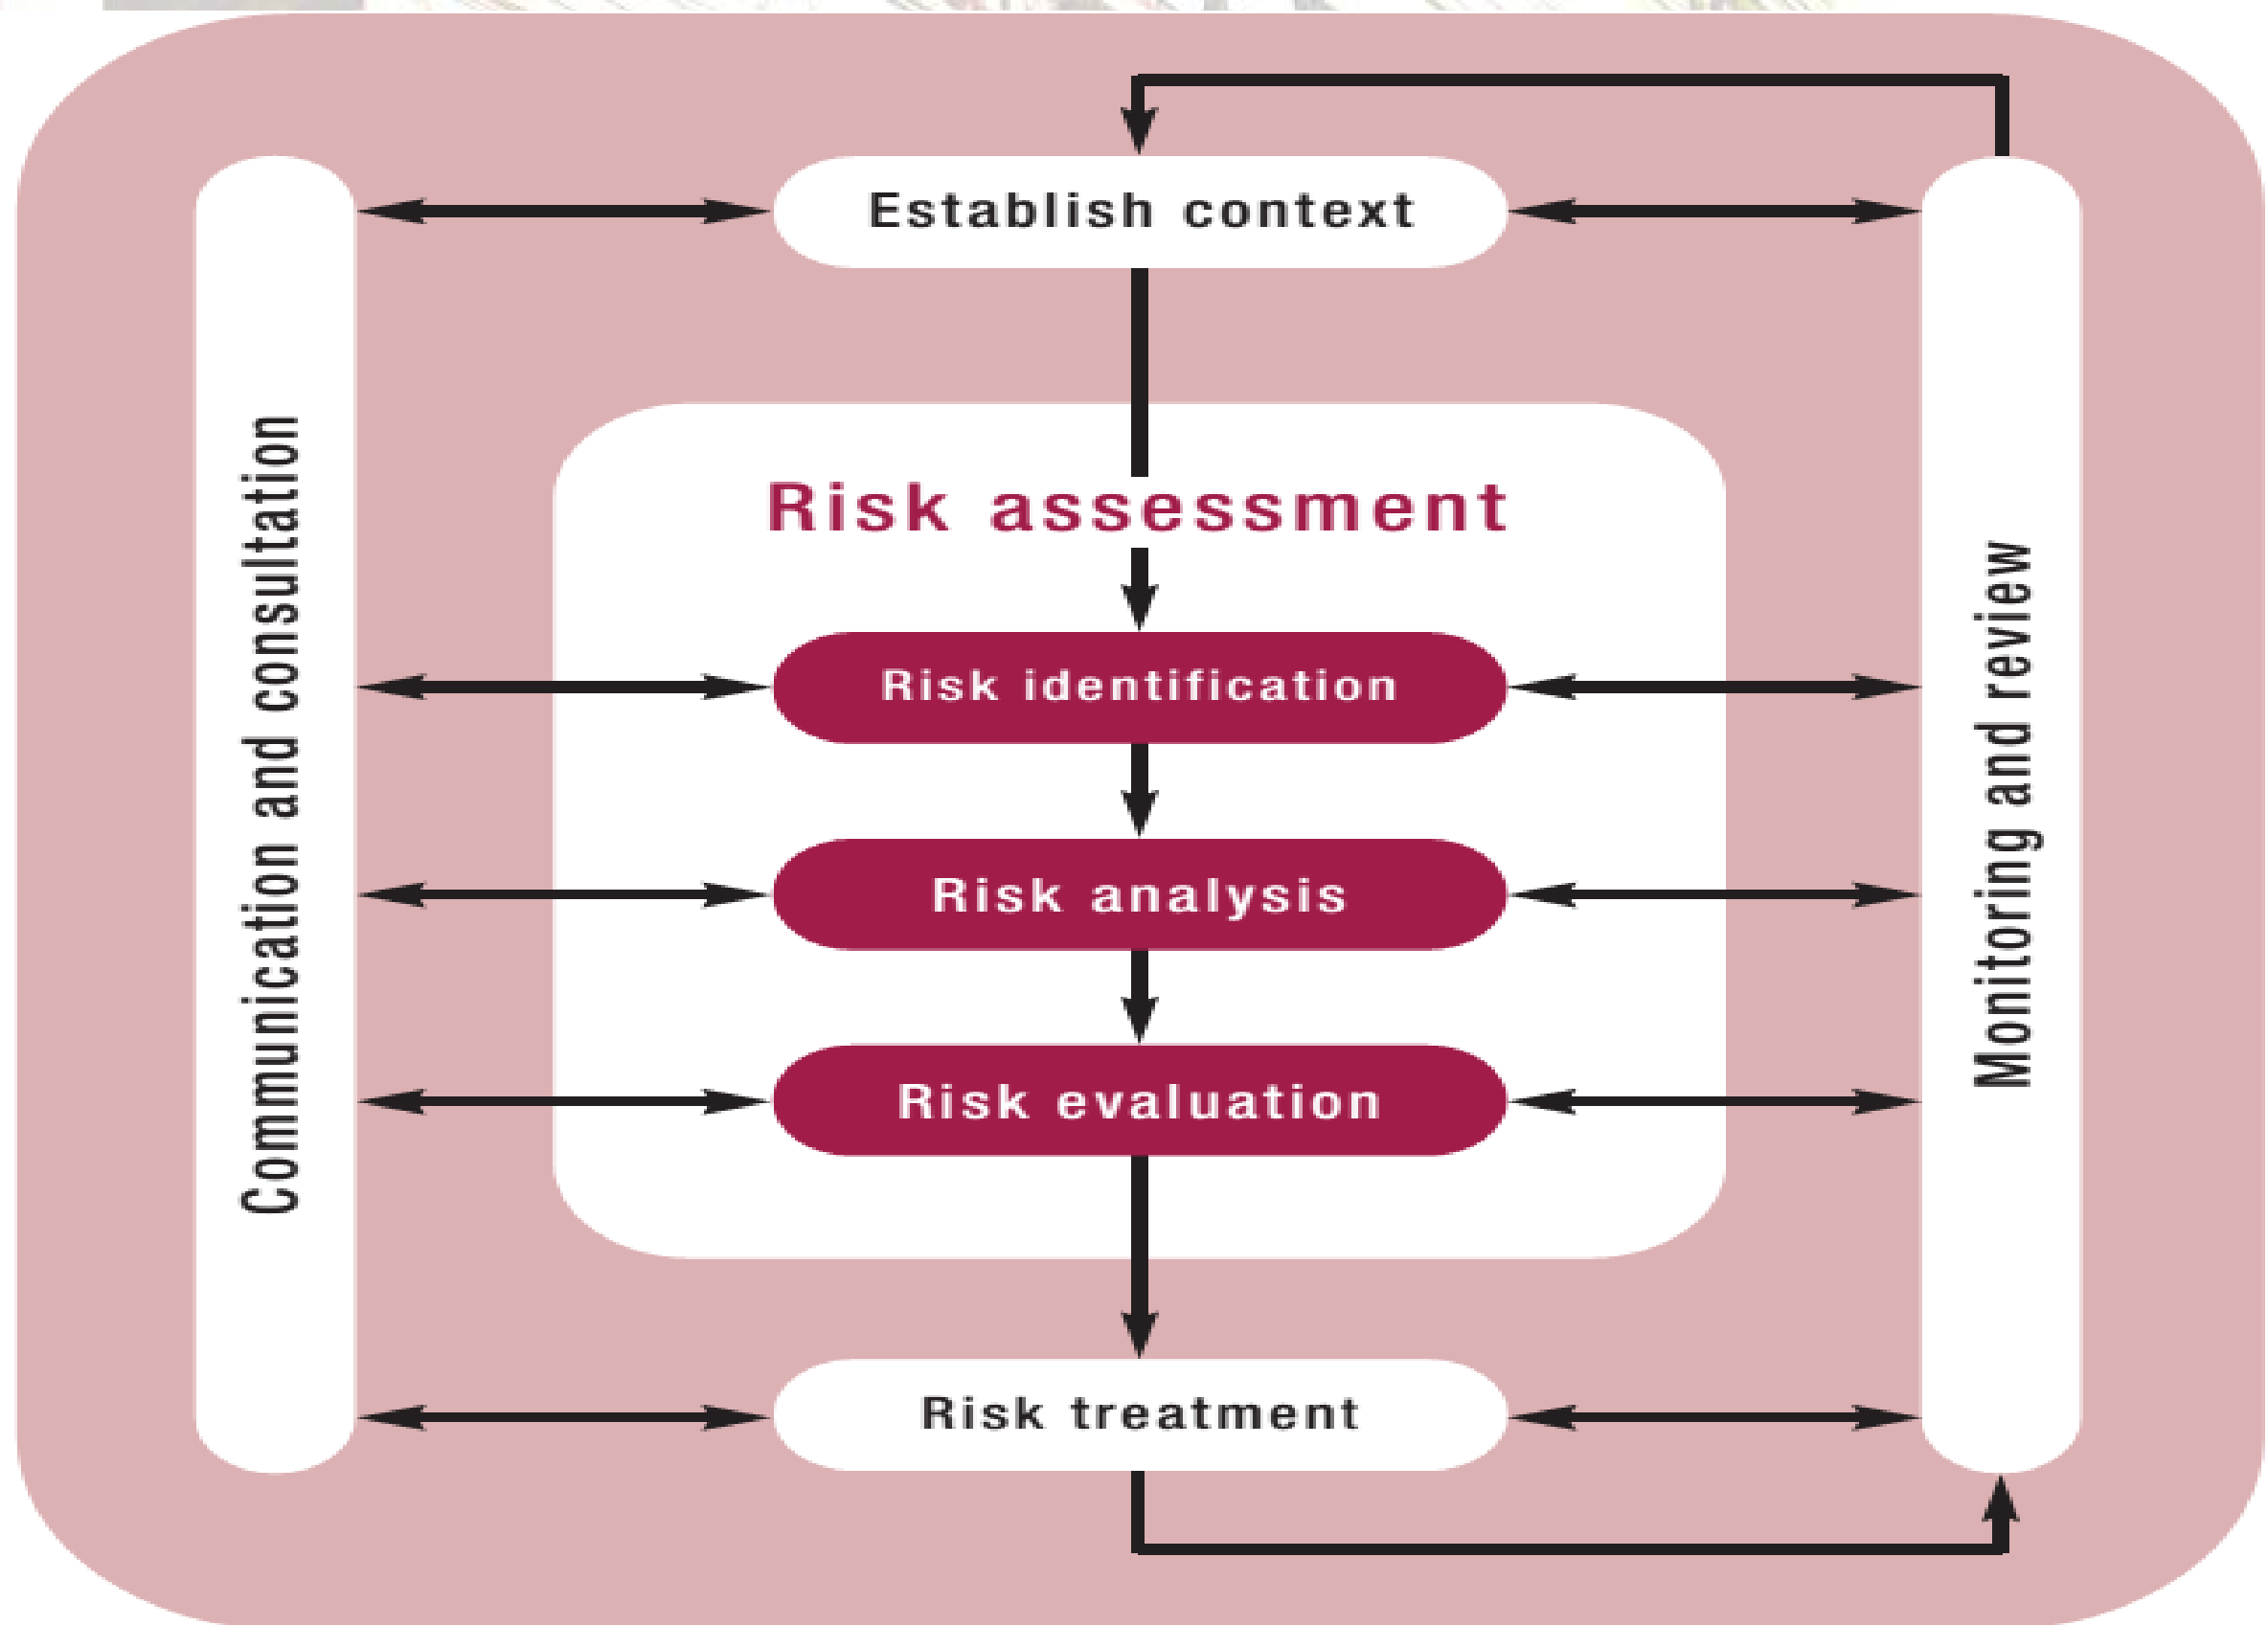 Establish context
Communication and consultation
Risk assessment
Risk identification
Risk analysis
Risk evaluation
Risk treatment
Monitoring and review